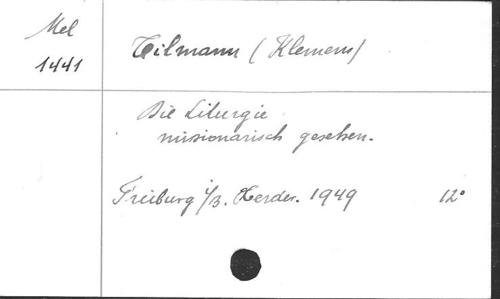 Mel
1441
Tilmann (Klemens)
Die Liturgie
missionarisch gesehen.
Freiburg i/B. Herder. 1949 12°